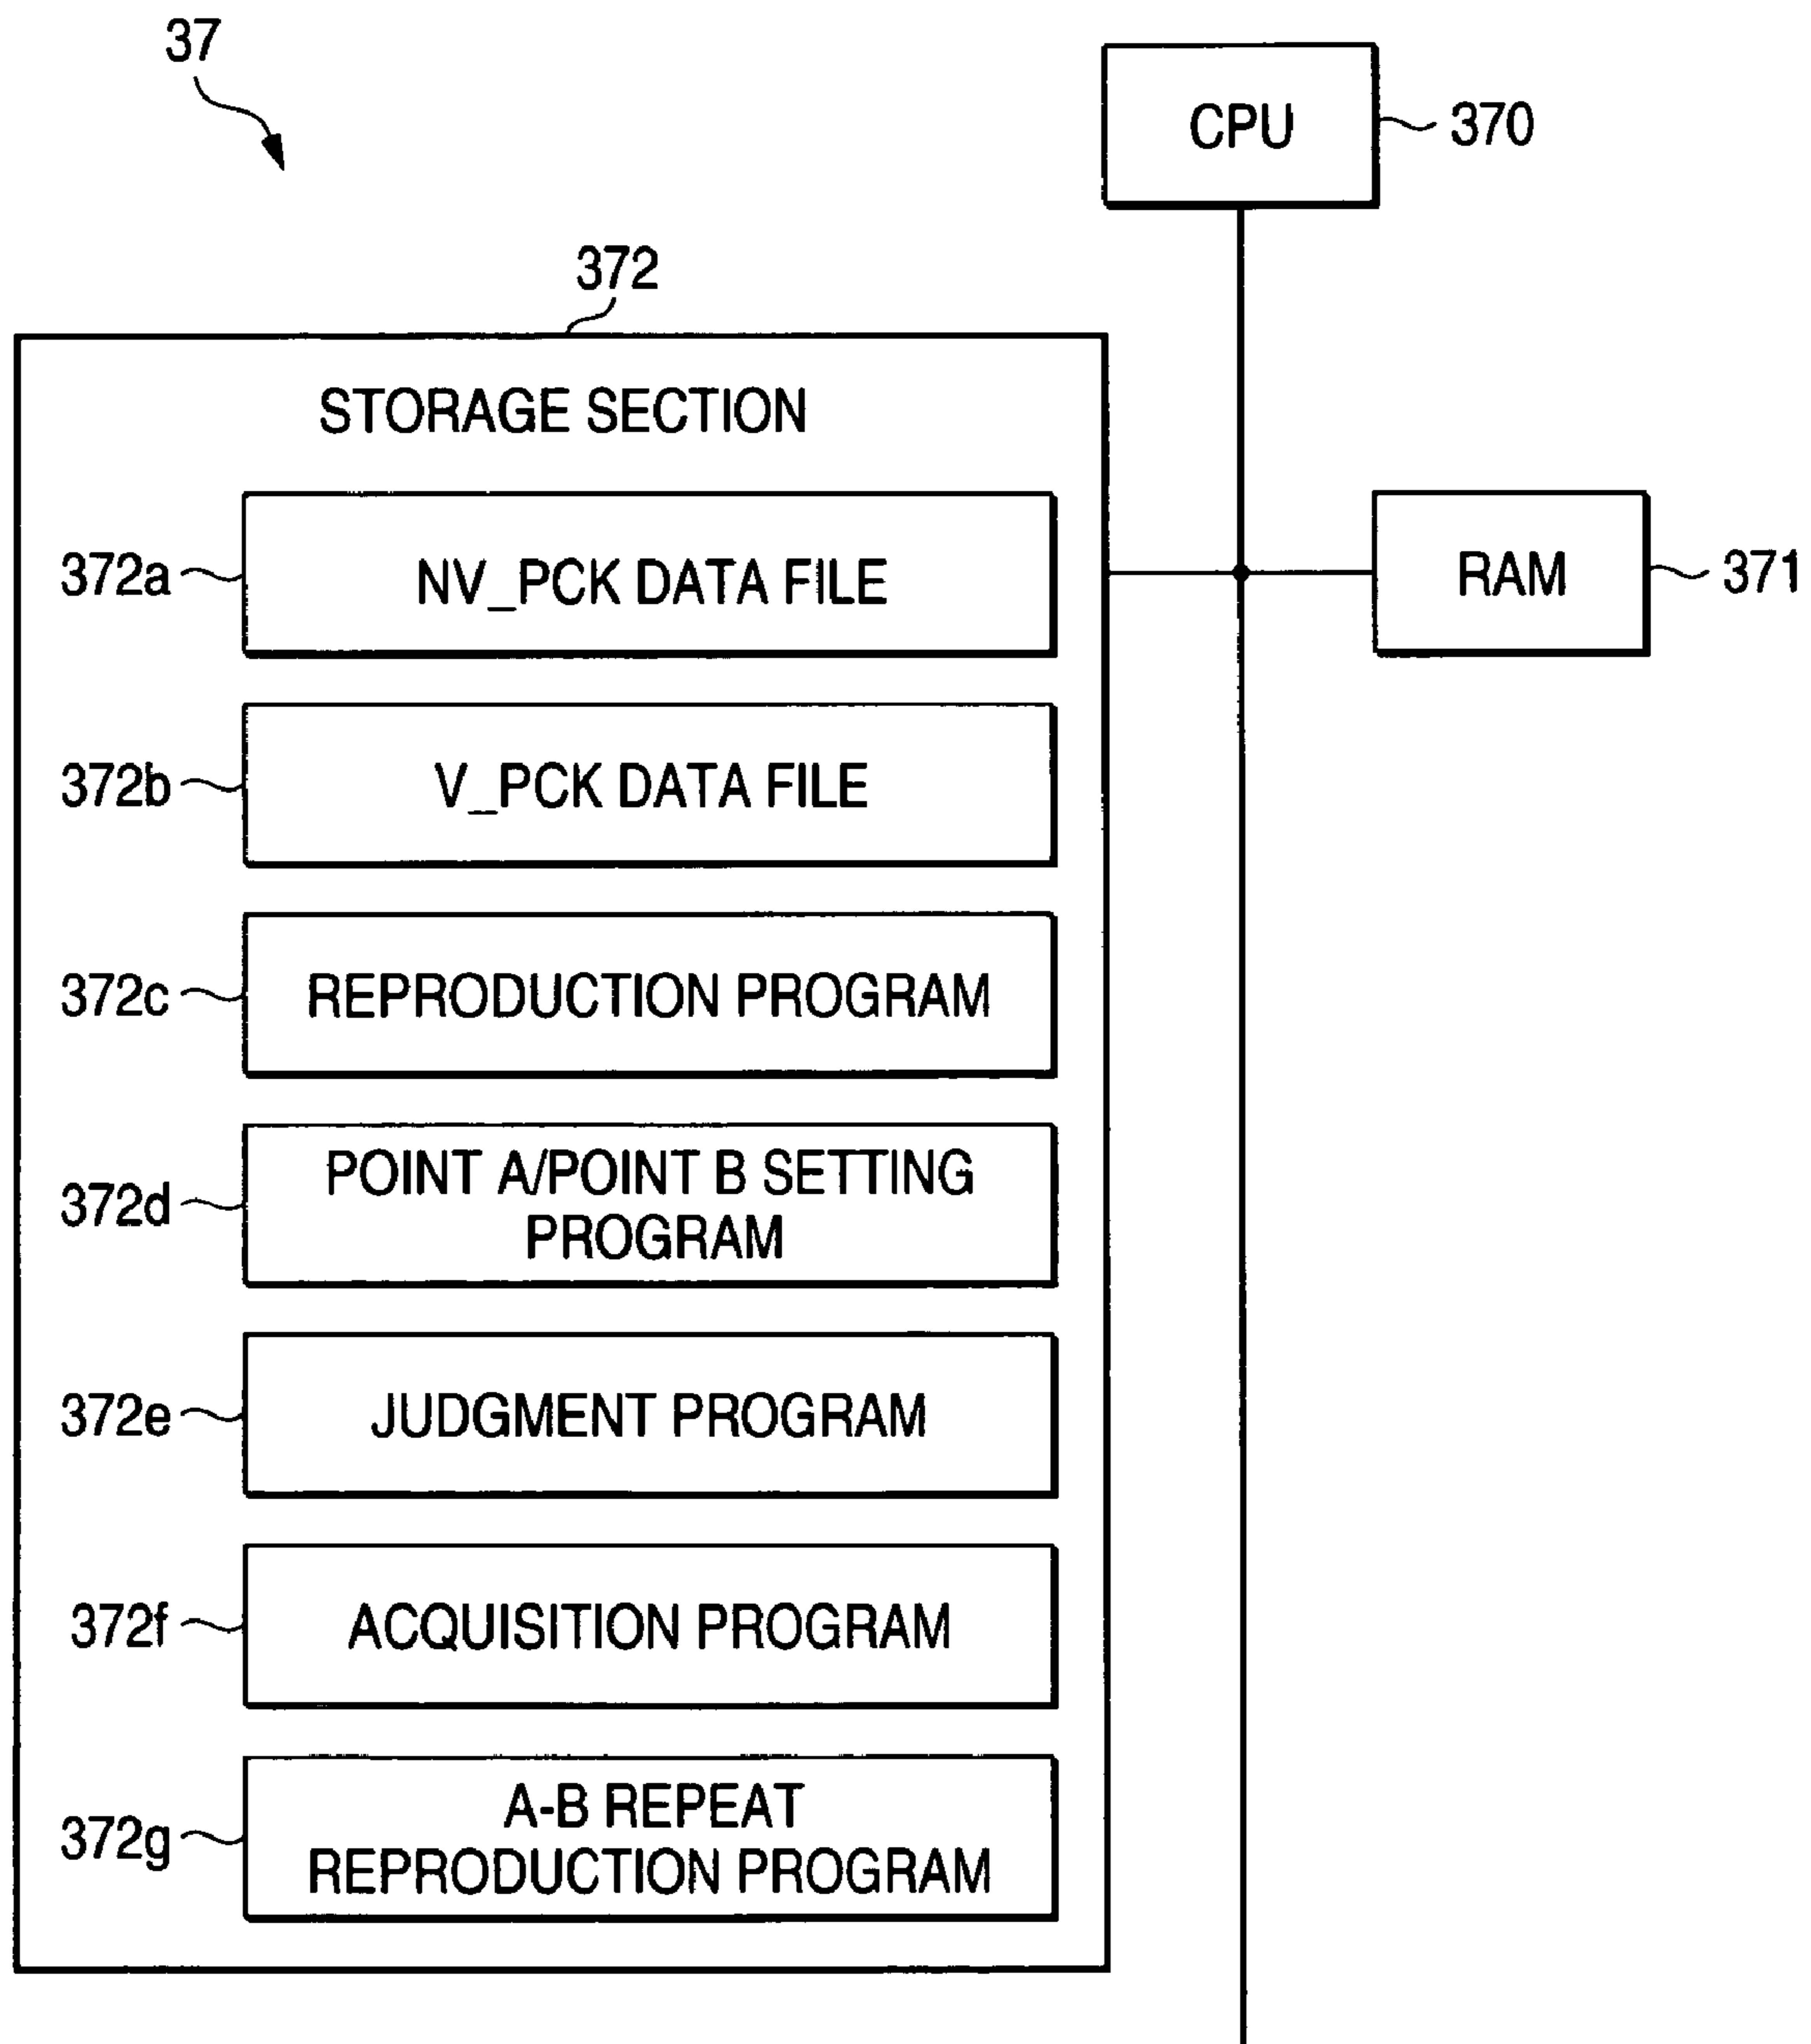 37
CPU
370
372
STORAGE SECTION
372a
NV_PCK DATA FILE
RAM
371
372b
V_PCK DATA FILE
372c
REPRODUCTION PROGRAM
372d
POINT A/POINT B SETTING
PROGRAM
372e
JUDGMENT PROGRAM
372f
ACQUISITION PROGRAM
372g
A-B REPEAT
REPRODUCTION PROGRAM